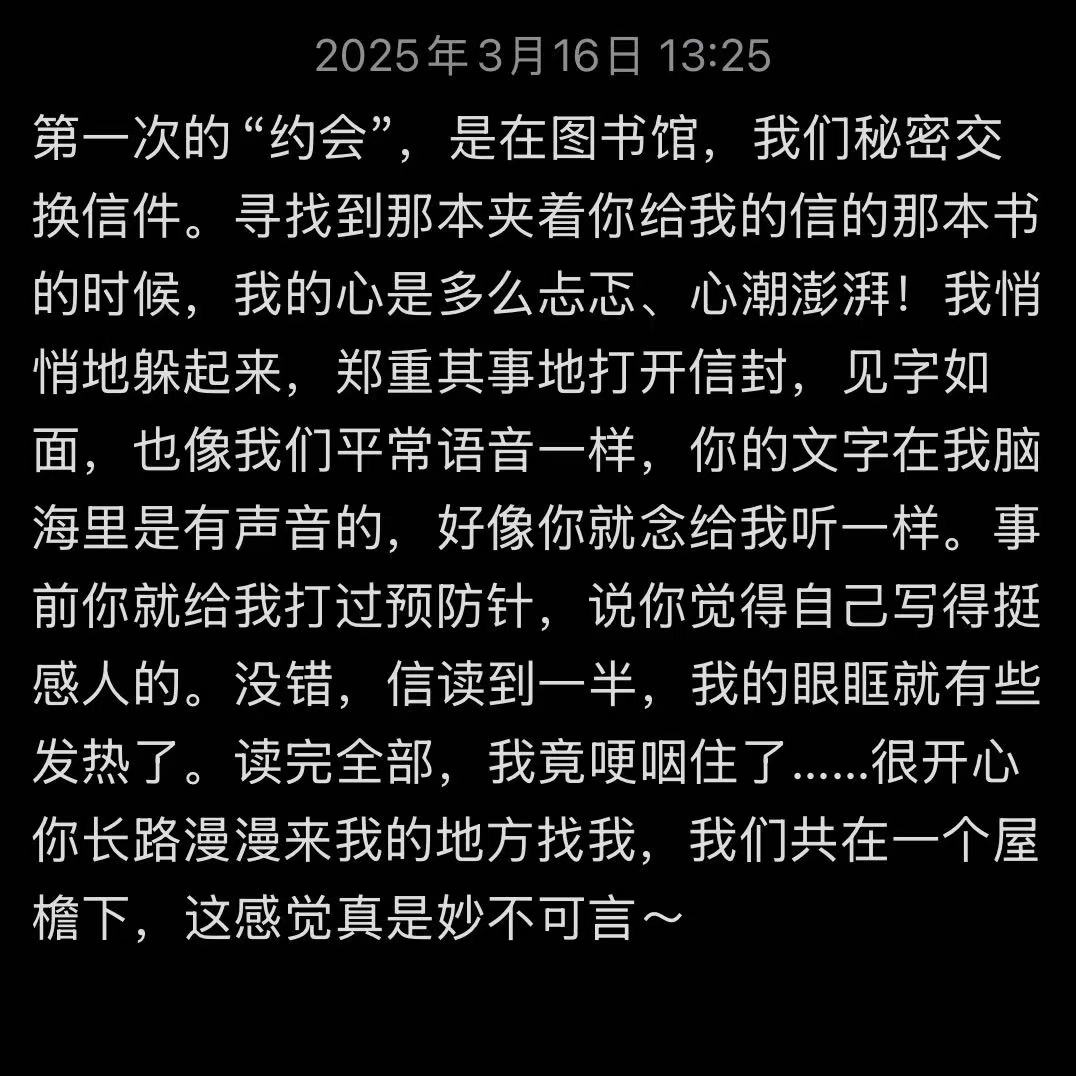 2025年3月16日 13:25
第一次的 “约会”，是在图书馆，我们秘密交
换信件。寻找到那本夹着你给我的信的那本书
的时候，我的心是多么忐忑、心潮澎湃！我悄
悄地躲起来，郑重其事地打开信封，见字如
面，也像我们平常语音一样，你的文字在我脑
海里是有声音的，好像你就念给我听一样。事
前你就给我打过预防针，说你觉得自己写得挺
感人的。没错，信读到一半，我的眼眶就有些
发热了。读完全部，我竟哽咽住了......很开心
你长路漫漫来我的地方找我，我们共在一个屋
檐下，这感觉真是妙不可言～